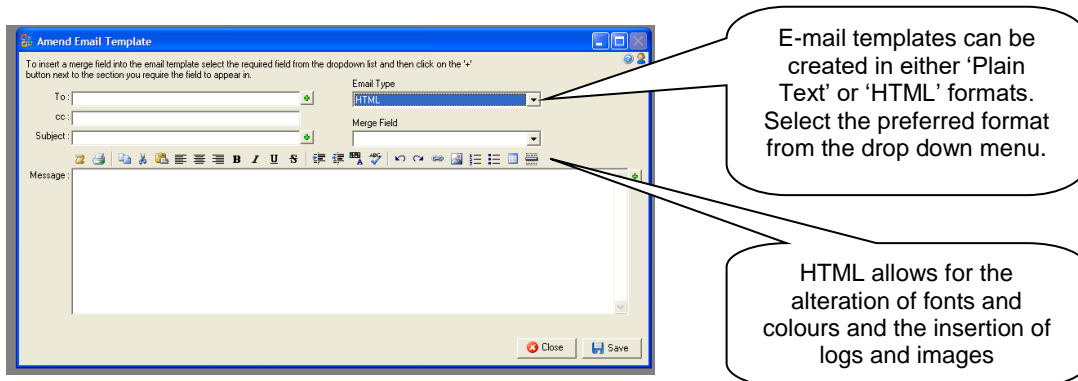 Amend Email Template
To insert a merge field into the email template select the required field from the dropdown list and then click on the '+'
button next to the section you require the field to appear in.
Email Type
To :
HTML
cc :
Merge Field
Subject :
B I U S
ABC
Message :
Close
Save
E-mail templates can be
created in either ‘Plain
Text’ or ‘HTML’ formats.
Select the preferred format
from the drop down menu.
HTML allows for the
alteration of fonts and
colours and the insertion of
logs and images